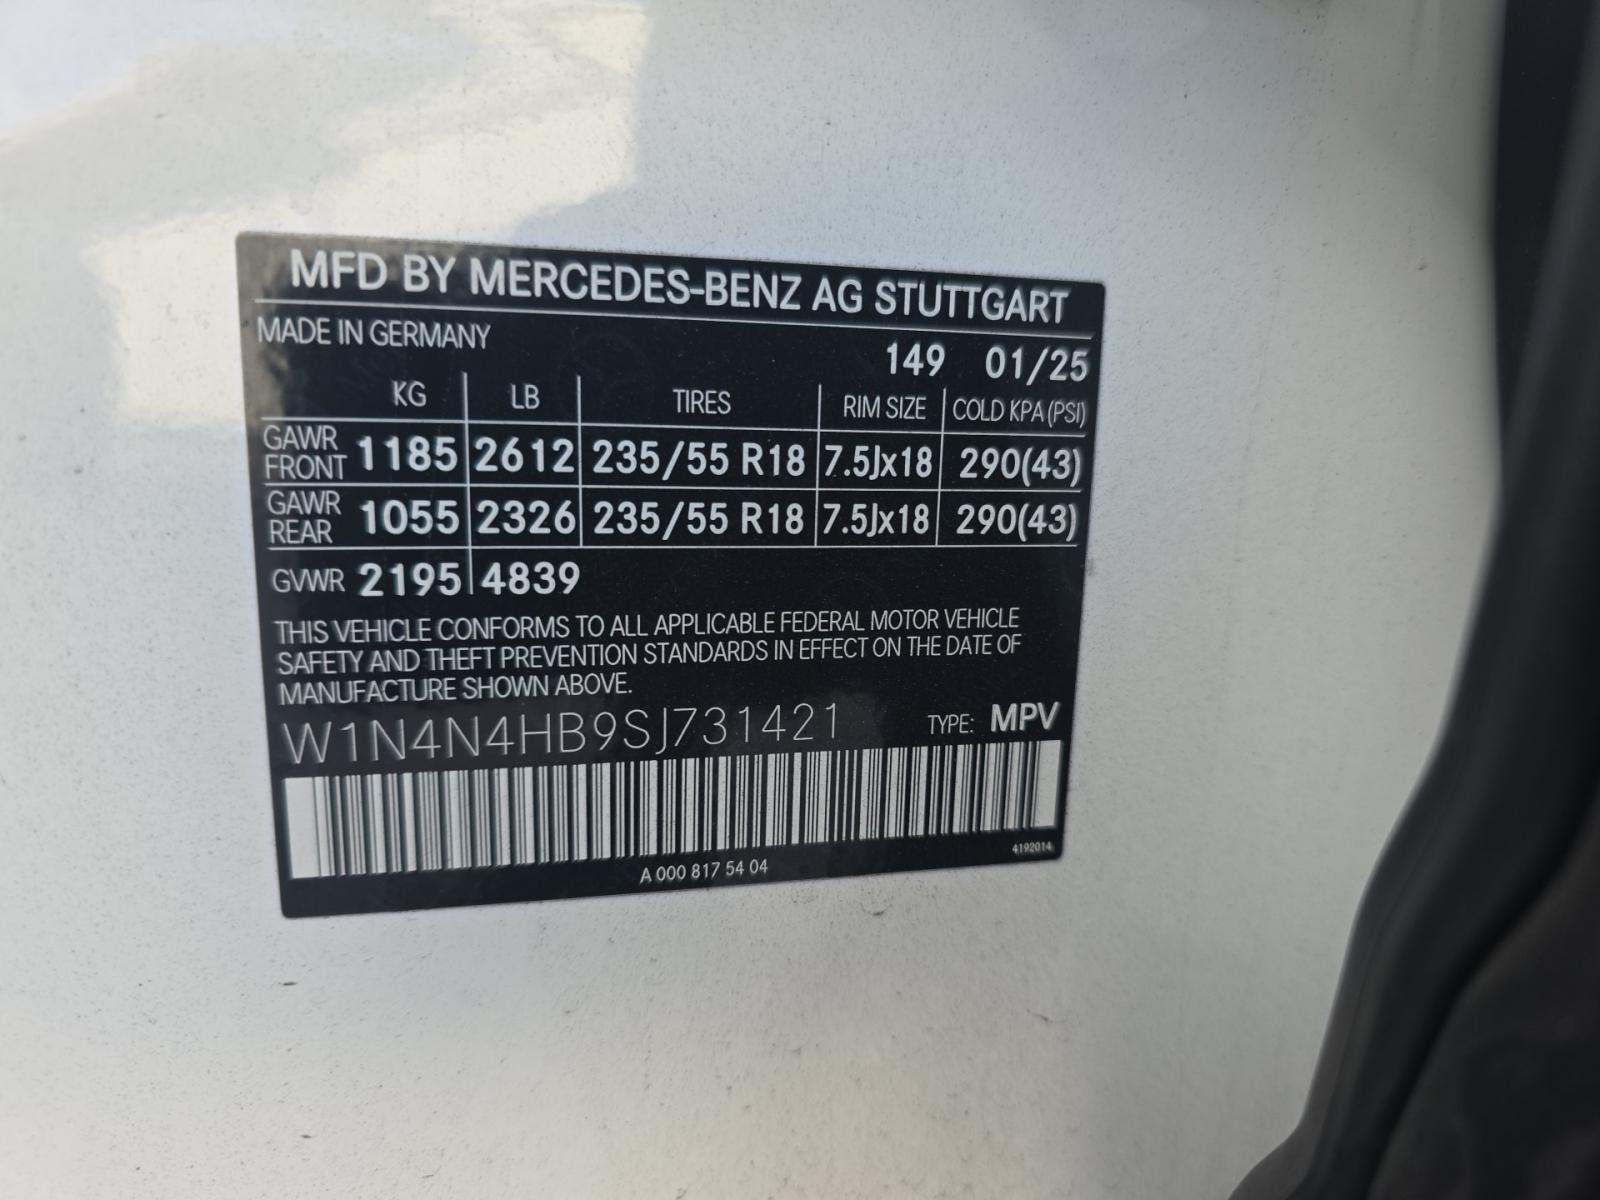 MFD BY MERCEDES-BENZ AG STUTTGART
MADE IN GERMANY
149 01/25
KG LB TIRES RIM SIZE COLD KPA (PSI)
GAWR FRONT 1185 2612 235/55 R18 7.5Jx18 290(43)
GAWR REAR 1055 2326 235/55 R18 7.5Jx18 290(43)
GVWR 2195 4839
THIS VEHICLE CONFORMS TO ALL APPLICABLE FEDERAL MOTOR VEHICLE
SAFETY AND THEFT PREVENTION STANDARDS IN EFFECT ON THE DATE OF
MANUFACTURE SHOWN ABOVE.
W1N4N4HB9SJ731421 TYPE: MPV
A 000 817 54 04
4192014